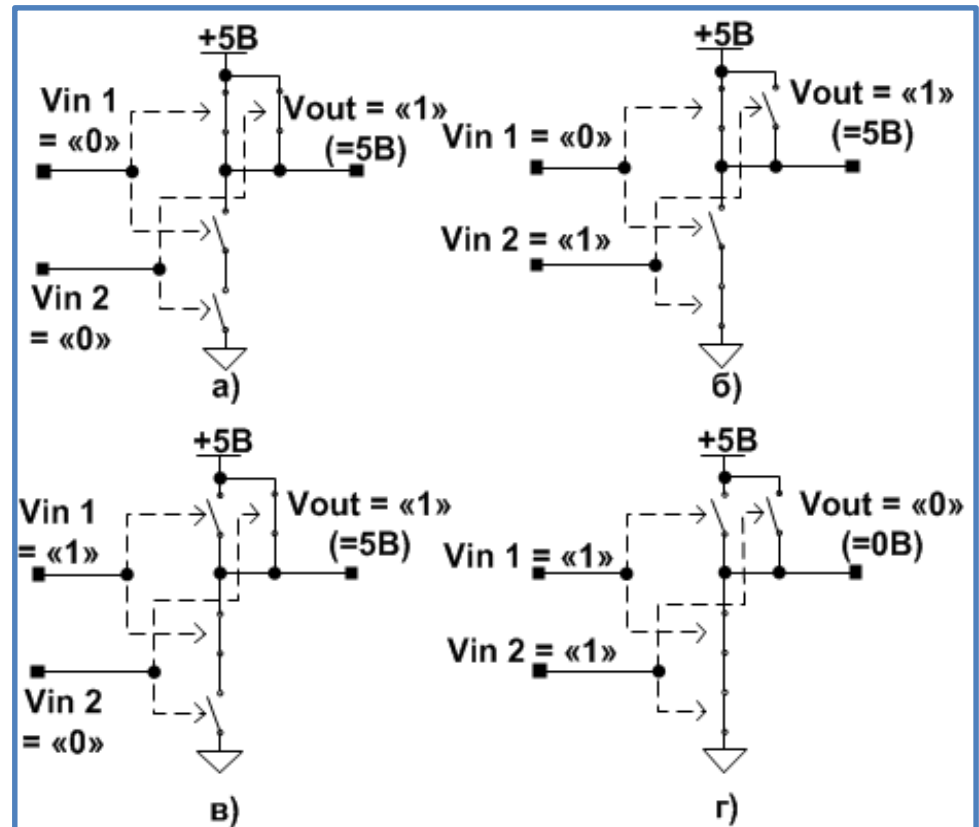 +5В
Vin 1
= «0»
Vout = «1»
(=5В)
Vin 2
= «0»
а)
+5В
Vin 1 = «0»
Vout = «1»
(=5В)
Vin 2 = «1»
б)
+5В
Vin 1
= «1»
Vout = «1»
(=5В)
Vin 2
= «0»
в)
+5В
Vin 1 = «1»
Vout = «0»
(=0В)
Vin 2 = «1»
г)